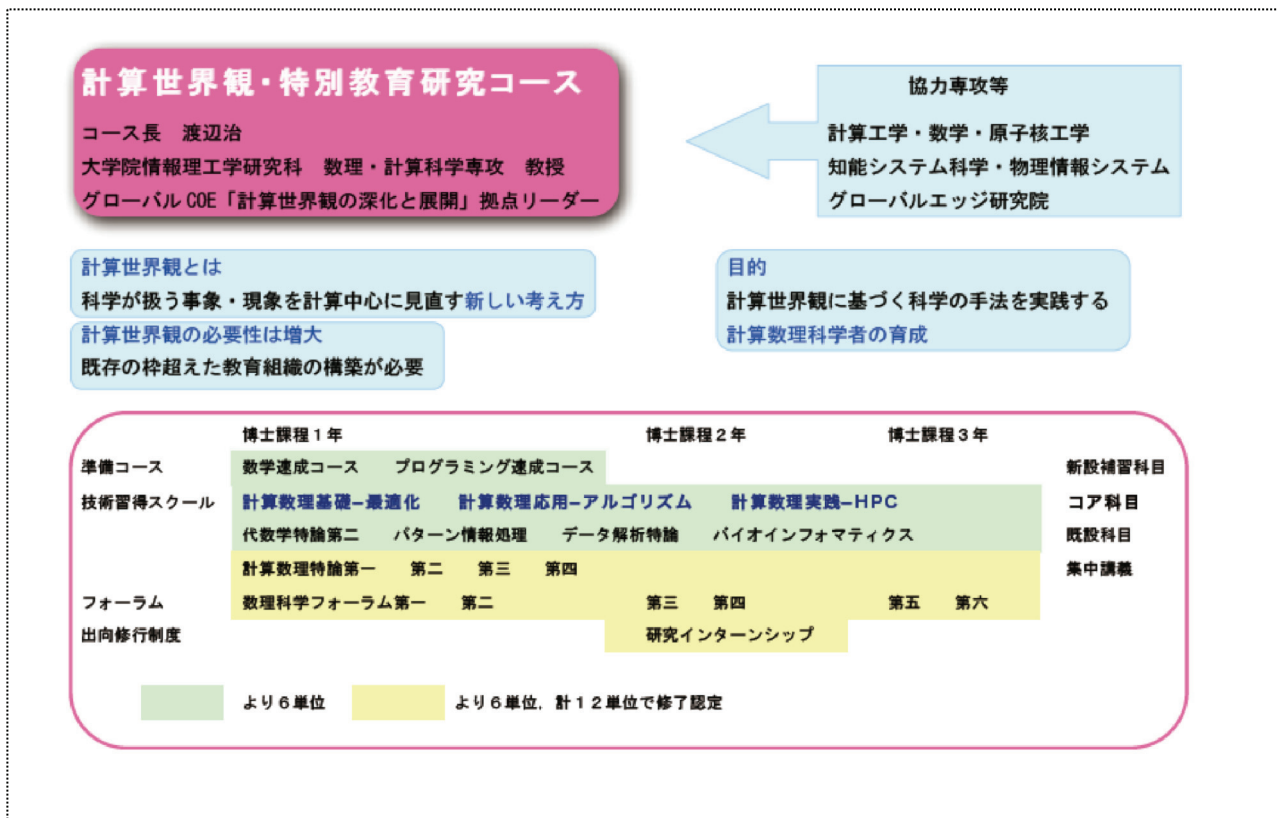 計算世界観・特別教育研究コース
コース長　渡辺治
大学院情報理工学研究科　数理・計算科学専攻　教授
グローバル COE「計算世界観の深化と展開」拠点リーダー
協力専攻等
計算工学・数学・原子核工学
知能システム科学・物理情報システム
グローバルエッジ研究院
計算世界観とは
科学が扱う事象・現象を計算中心に見直す新しい考え方
計算世界観の必要性は増大
既存の枠超えた教育組織の構築が必要
目的
計算世界観に基づく科学の手法を実践する
計算数理科学者の育成
博士課程１年　博士課程２年　博士課程３年
準備コース　数学速成コース　プログラミング速成コース　新設補習科目
技術習得スクール　計算数理基礎−最適化　計算数理応用−アルゴリズム　計算数理実践−HPC　コア科目
代数学特論第二　パターン情報処理　データ解析特論　バイオインフォマティクス　既設科目
計算数理特論第一　第二　第三　第四　集中講義
フォーラム　数理科学フォーラム第一　第二　第三　第四　第五　第六
出向修行制度　研究インターンシップ
より６単位　より６単位，計１２単位で修了認定